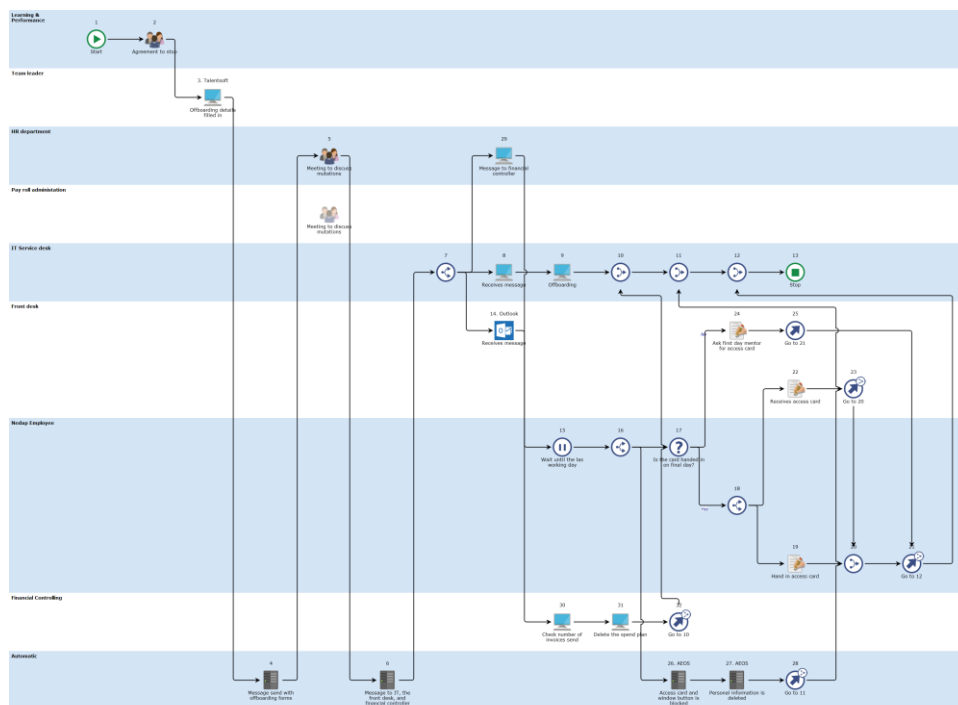 Learning &
Performance
1
Start
2
Agreement to stop
Team leader
3. Talentsoft
Offboarding details
filled in
HR department
5
Meeting to discuss
mutations
29
Message to financial
controller
Pay roll administation
Meeting to discuss
mutations
IT Service desk
7
8
Receives message
9
Offboarding
10
11
12
13
Stop
Front desk
14. Outlook
Receives message
24
No
Ask first day mentor
for access card
25
Go to 21
22
Receives access card
23
Go to 20
Nedap Employee
15
Wait until the last
working day
16
17
Is the card handed in
on final day?
Yes
18
19
Hand in access card
20
21
Go to 12
Financial Controlling
30
Check number of
invoices send
31
Delete the spend plan
32
Go to 10
Automatic
4
Message send with
offboarding forms
6
Message to IT, the
front desk, and
financial controller
26. AEOS
Access card and
window button is
blocked
27. AEOS
Personal information is
deleted
28
Go to 11